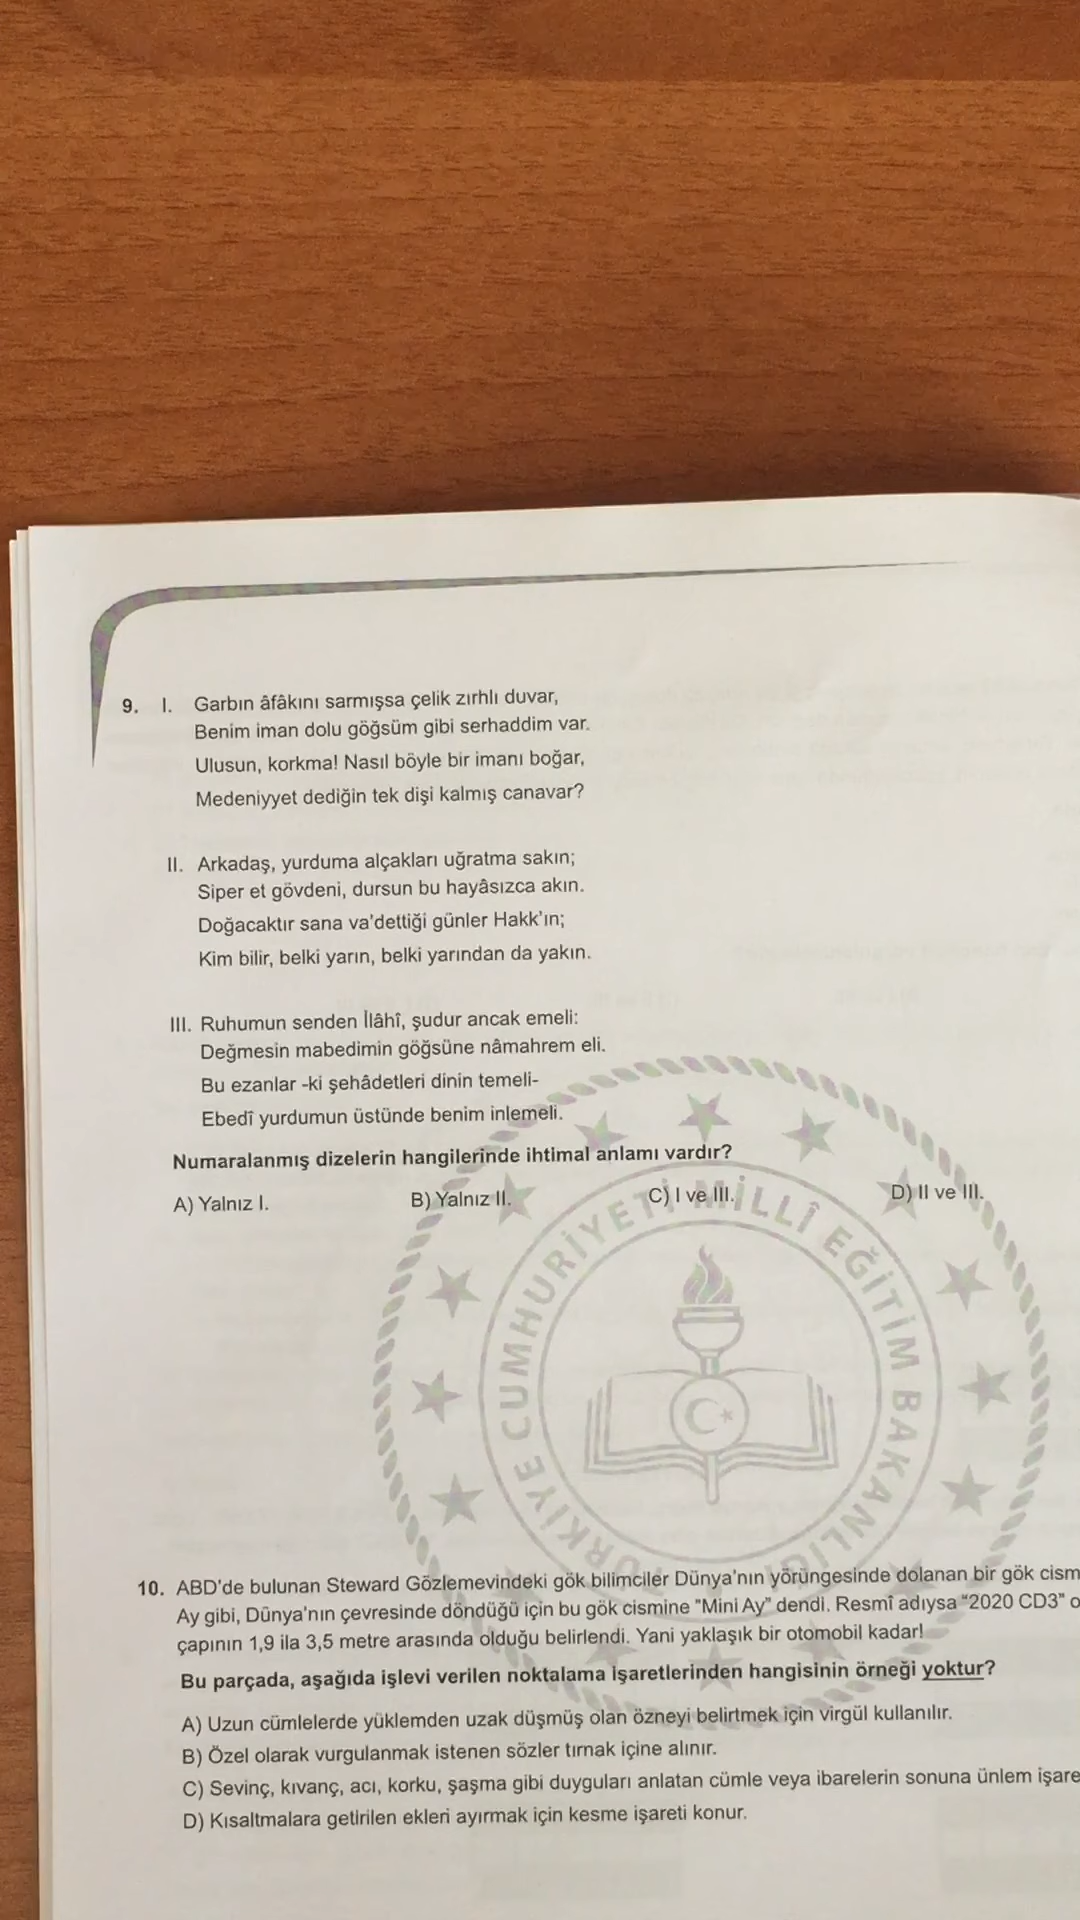 9. I. Garbın âfâkını sarmışsa çelik zırhlı duvar,
Benim iman dolu göğsüm gibi serhaddim var.
Ulusun, korkma! Nasıl böyle bir imanı boğar,
Medeniyyet dediğin tek dişi kalmış canavar?
II. Arkadaş, yurduma alçakları uğratma sakın;
Siper et gövdeni, dursun bu hayâsızca akın.
Doğacaktır sana va'dettiği günler Hakk'ın;
Kim bilir, belki yarın, belki yarından da yakın.
III. Ruhumun senden İlâhî, şudur ancak emeli:
Değmesin mabedimin göğsüne nâmahrem eli.
Bu ezanlar -ki şehâdetleri dinin temeli-
Ebedî yurdumun üstünde benim inlemeli.
Numaralanmış dizelerin hangilerinde ihtimal anlamı vardır?
A) Yalnız I. B) Yalnız II. C) I ve III. D) II ve III.
TÜRKİYE CUMHURİYETİ MİLLÎ EĞİTİM BAKANLIĞI
10. ABD'de bulunan Steward Gözlemevindeki gök bilimciler Dünya'nın yörüngesinde dolanan bir gök cism
Ay gibi, Dünya'nın çevresinde döndüğü için bu gök cismine "Mini Ay" dendi. Resmî adıysa "2020 CD3" o
çapının 1,9 ila 3,5 metre arasında olduğu belirlendi. Yani yaklaşık bir otomobil kadar!
Bu parçada, aşağıda işlevi verilen noktalama işaretlerinden hangisinin örneği yoktur?
A) Uzun cümlelerde yüklemden uzak düşmüş olan özneyi belirtmek için virgül kullanılır.
B) Özel olarak vurgulanmak istenen sözler tırnak içine alınır.
C) Sevinç, kıvanç, acı, korku, şaşma gibi duyguları anlatan cümle veya ibarelerin sonuna ünlem işare
D) Kısaltmalara getirilen ekleri ayırmak için kesme işareti konur.